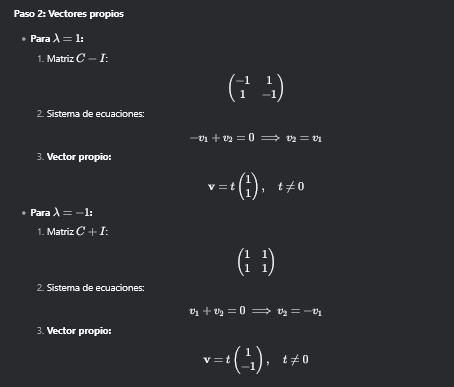 Paso 2: Vectores propios
• Para λ = 1:
1. Matriz C − I:
(−1 1
1 −1)
2. Sistema de ecuaciones:
−v₁ + v₂ = 0 ⟹ v₂ = v₁
3. Vector propio:
v = t (1
1), t ≠ 0
• Para λ = −1:
1. Matriz C + I:
(1 1
1 1)
2. Sistema de ecuaciones:
v₁ + v₂ = 0 ⟹ v₂ = −v₁
3. Vector propio:
v = t (1
−1), t ≠ 0